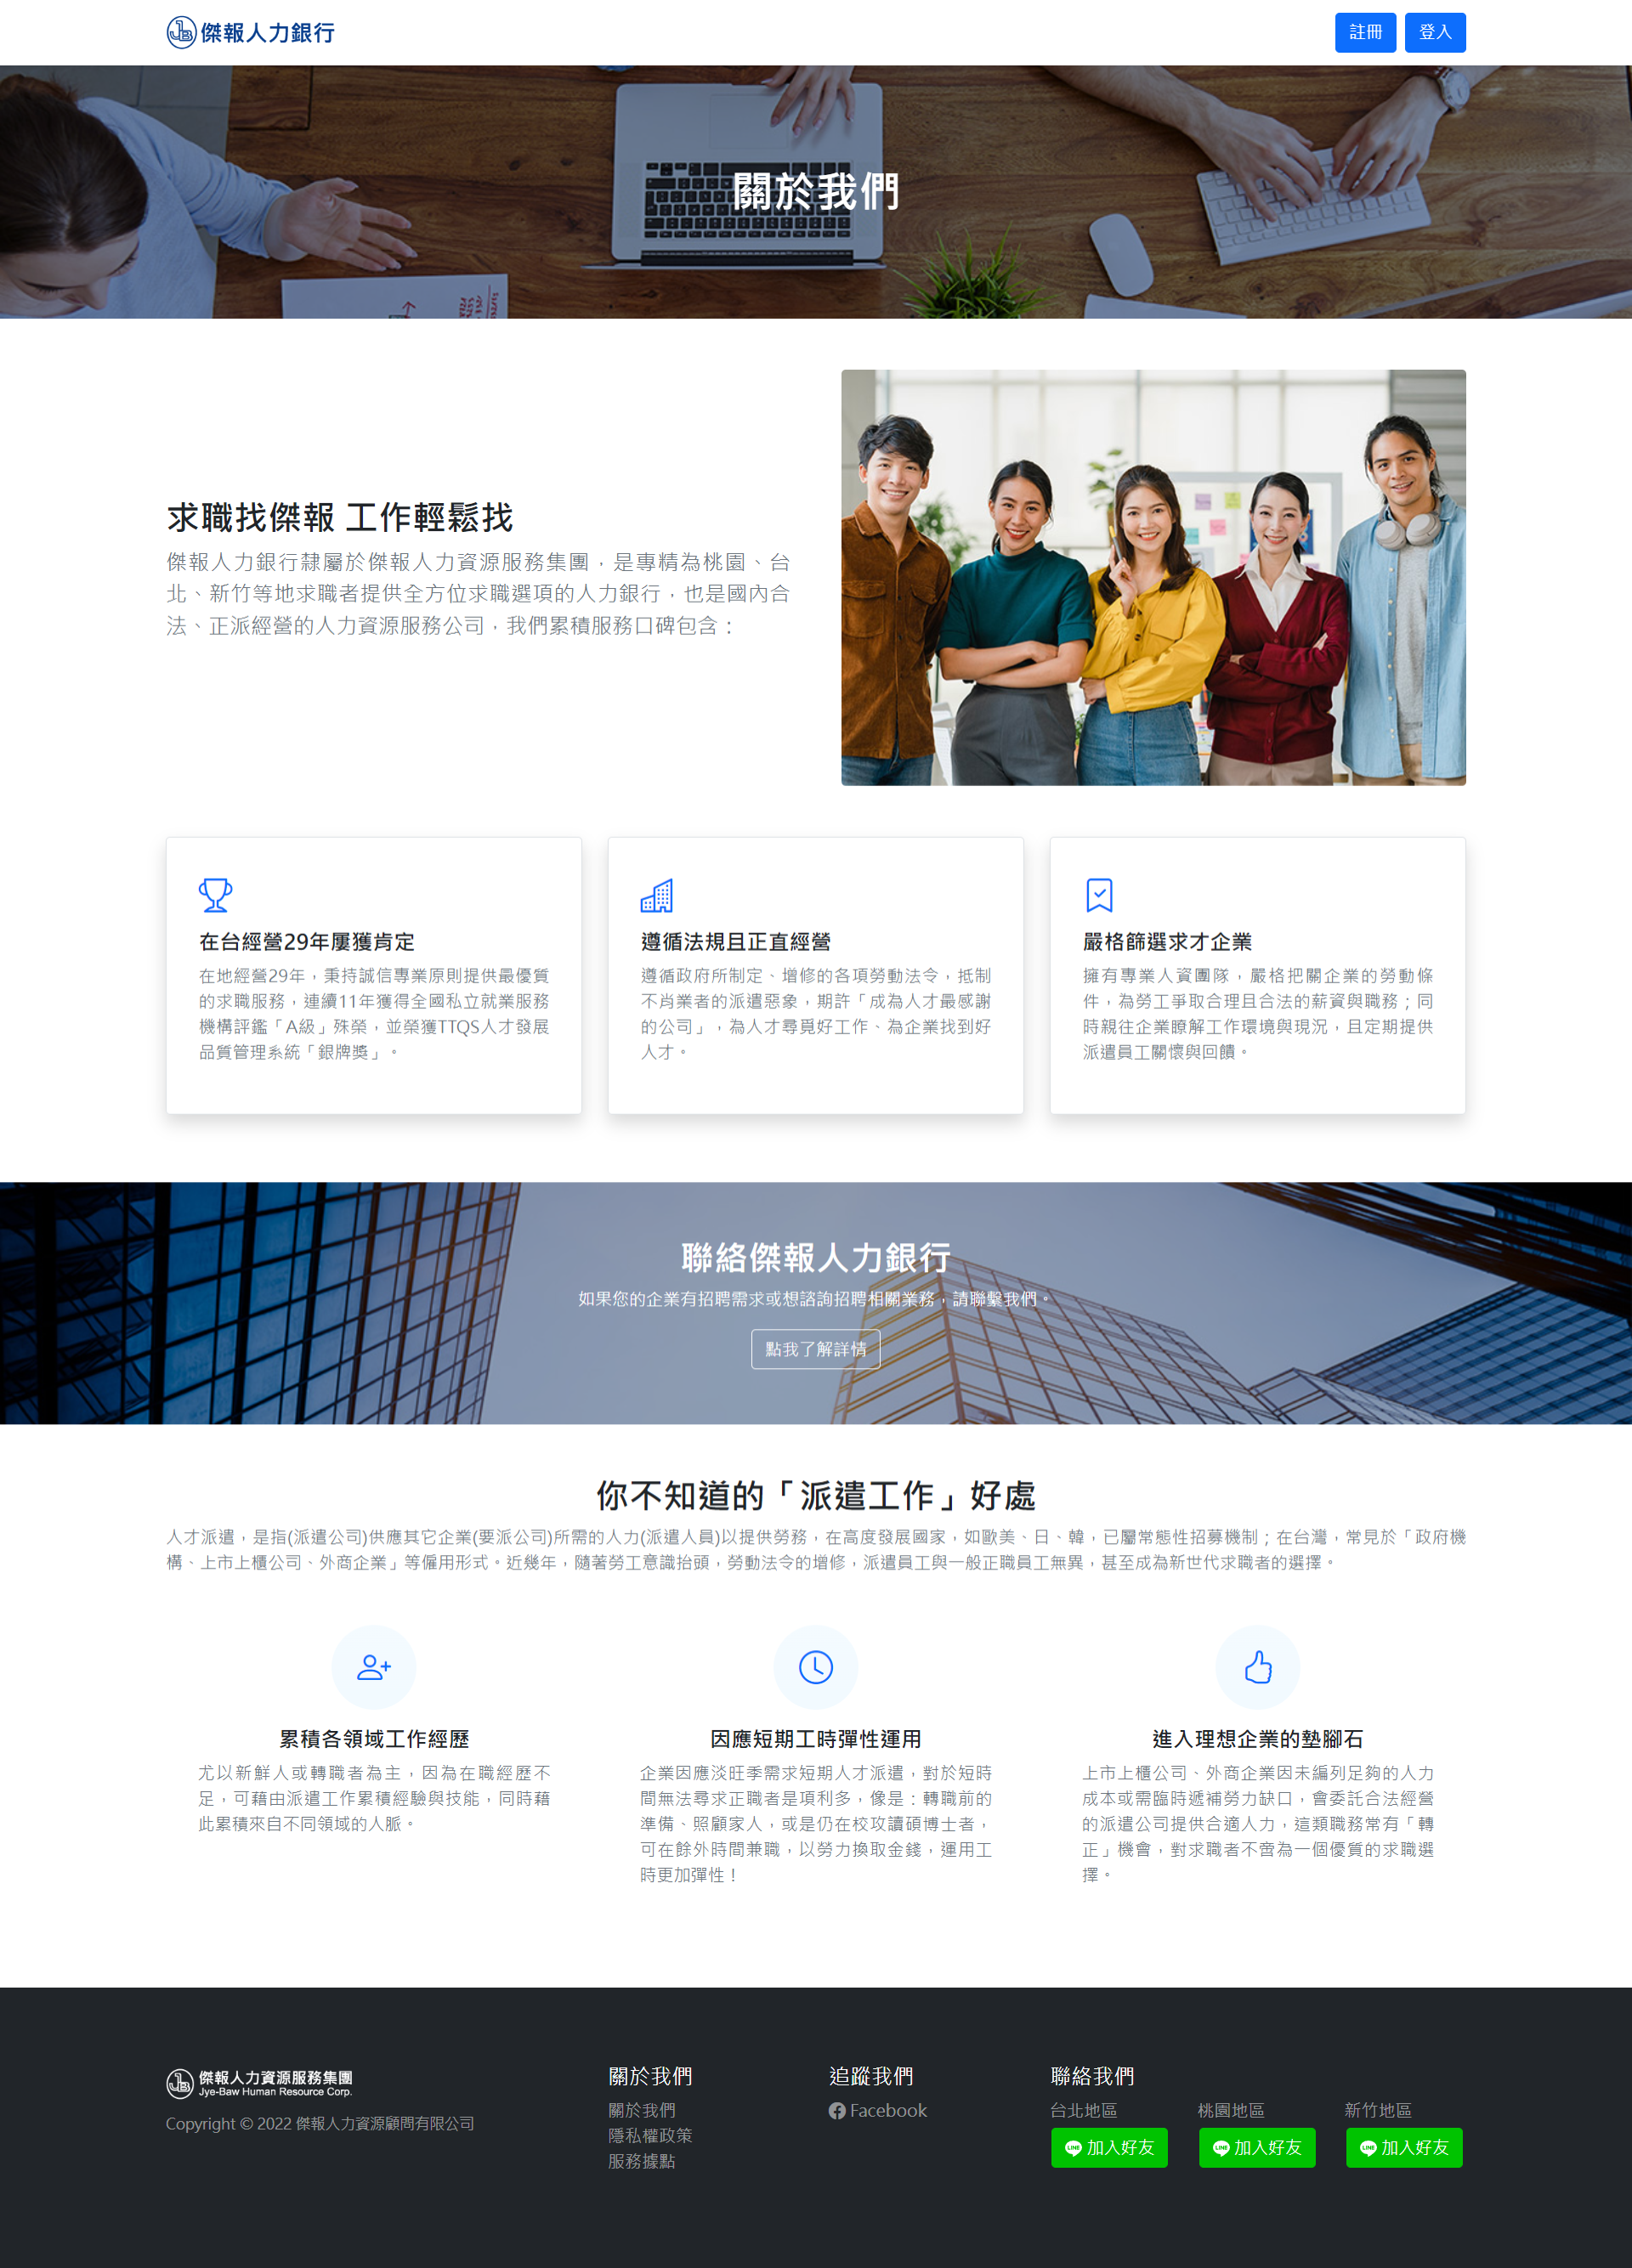 傑報人力銀行
註冊
登入
關於我們
求職找傑報 工作輕鬆找
傑報人力銀行隸屬於傑報人力資源服務集團，是專精為桃園、台
北、新竹等地求職者提供全方位求職選項的人力銀行，也是國內合
法、正派經營的人力資源服務公司，我們累積服務口碑包含：
在台經營29年屢獲肯定
在地經營29年，秉持誠信專業原則提供最優質
的求職服務，連續11年獲得全國私立就業服務
機構評鑑「A級」殊榮，並榮獲TTQS人才發展
品質管理系統「銀牌獎」。
遵循法規且正直經營
遵循政府所制定、增修的各項勞動法令，抵制
不肖業者的派遣惡象，期許「成為人才最感謝
的公司」，為人才尋覓好工作、為企業找到好
人才。
嚴格篩選求才企業
擁有專業人資團隊，嚴格把關企業的勞動條
件，為勞工爭取合理且合法的薪資與職務；同
時親往企業瞭解工作環境與現況，且定期提供
派遣員工關懷與回饋。
聯絡傑報人力銀行
如果您的企業有招聘需求或想諮詢招聘相關業務，請聯繫我們。
點我了解詳情
你不知道的「派遣工作」好處
人才派遣，是指(派遣公司)供應其它企業(要派公司)所需的人力(派遣人員)以提供勞務，在高度發展國家，如歐美、日、韓，已屬常態性招募機制；在台灣，常見於「政府機
構、上市上櫃公司、外商企業」等僱用形式。近幾年，隨著勞工意識抬頭，勞動法令的增修，派遣員工與一般正職員工無異，甚至成為新世代求職者的選擇。
累積各領域工作經歷
尤以新鮮人或轉職者為主，因為在職經歷不
足，可藉由派遣工作累積經驗與技能，同時藉
此累積來自不同領域的人脈。
因應短期工時彈性運用
企業因應淡旺季需求短期人才派遣，對於短時
間無法尋求正職者是項利多，像是：轉職前的
準備、照顧家人，或是仍在校攻讀碩博士者，
可在餘外時間兼職，以勞力換取金錢，運用工
時更加彈性！
進入理想企業的墊腳石
上市上櫃公司、外商企業因未編列足夠的人力
成本或需臨時遞補勞力缺口，會委託合法經營
的派遣公司提供合適人力，這類職務常有「轉
正」機會，對求職者不啻為一個優質的求職選
擇。
傑報人力資源服務集團
Jye-Baw Human Resource Corp.
Copyright © 2022 傑報人力資源顧問有限公司
關於我們
關於我們
隱私權政策
服務據點
追蹤我們
Facebook
聯絡我們
台北地區
加入好友
桃園地區
加入好友
新竹地區
加入好友